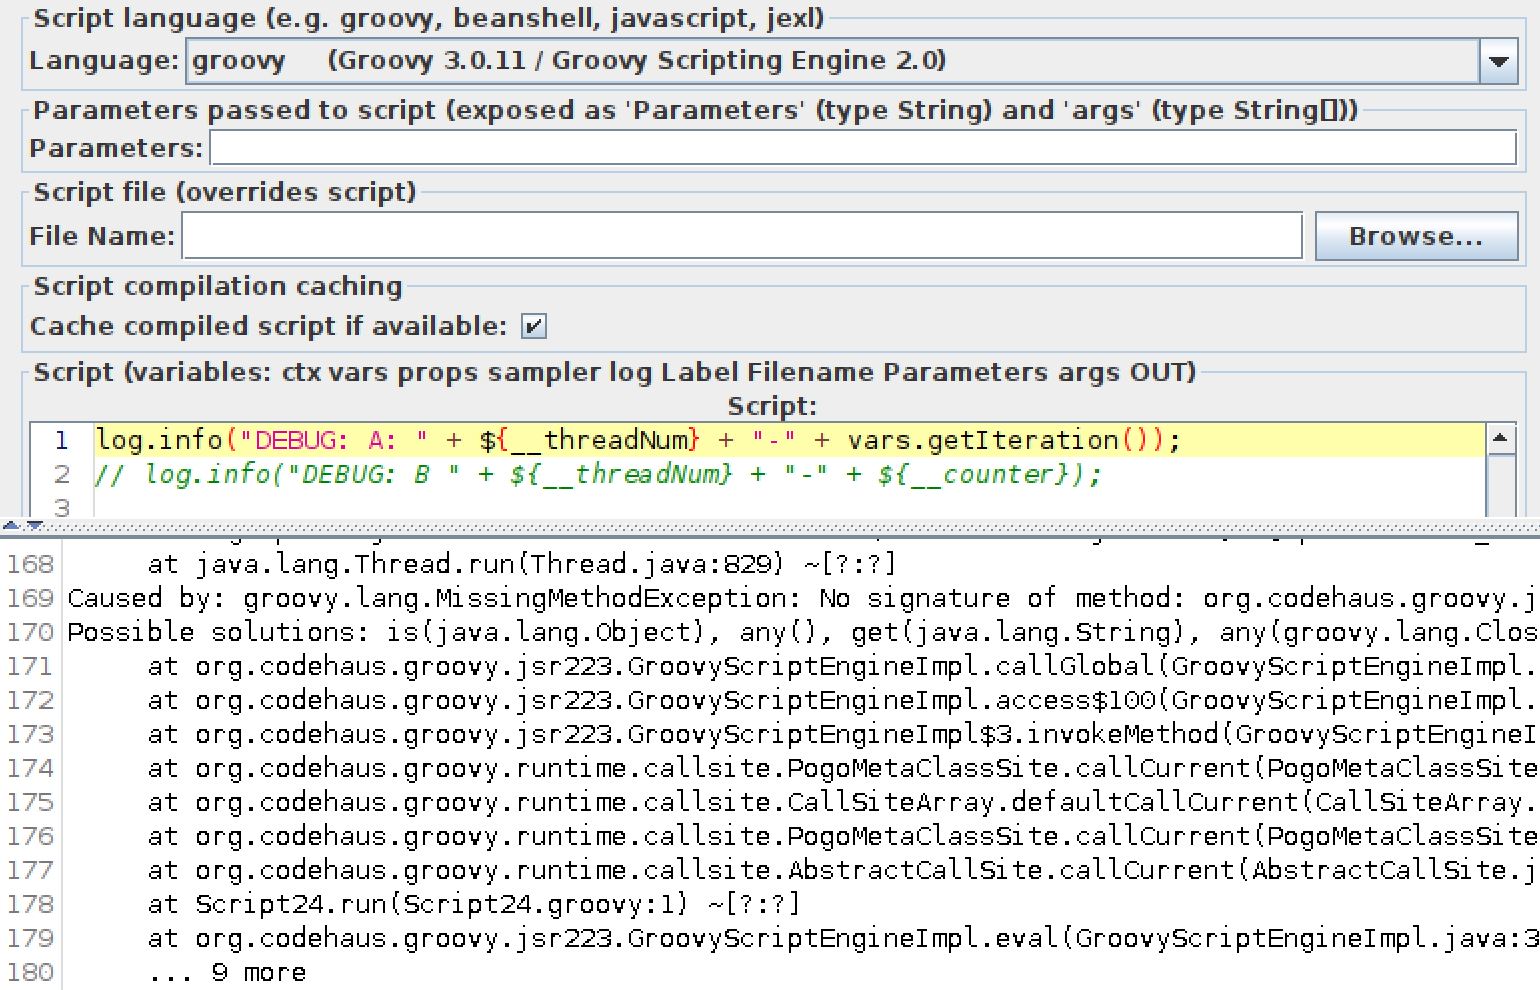 Script language (e.g. groovy, beanshell, javascript, jexl)
Language: groovy (Groovy 3.0.11 / Groovy Scripting Engine 2.0)
Parameters passed to script (exposed as 'Parameters' (type String) and 'args' (type String[]))
Parameters:
Script file (overrides script)
File Name: Browse...
Script compilation caching
Cache compiled script if available:
Script (variables: ctx vars props sampler log Label Filename Parameters args OUT)
Script:
1 log.info("DEBUG: A: " + ${__threadNum} + "-" + vars.getIteration());
2 // log.info("DEBUG: B " + ${__threadNum} + "-" + ${__counter});
3
168 at java.lang.Thread.run(Thread.java:829) ~[?:?]
169 Caused by: groovy.lang.MissingMethodException: No signature of method: org.codehaus.groovy.j
170 Possible solutions: is(java.lang.Object), any(), get(java.lang.String), any(groovy.lang.Clos
171 at org.codehaus.groovy.jsr223.GroovyScriptEngineImpl.callGlobal(GroovyScriptEngineImpl.
172 at org.codehaus.groovy.jsr223.GroovyScriptEngineImpl.access$100(GroovyScriptEngineImpl.
173 at org.codehaus.groovy.jsr223.GroovyScriptEngineImpl$3.invokeMethod(GroovyScriptEngineI
174 at org.codehaus.groovy.runtime.callsite.PogoMetaClassSite.callCurrent(PogoMetaClassSite
175 at org.codehaus.groovy.runtime.callsite.CallSiteArray.defaultCallCurrent(CallSiteArray.
176 at org.codehaus.groovy.runtime.callsite.PogoMetaClassSite.callCurrent(PogoMetaClassSite
177 at org.codehaus.groovy.runtime.callsite.AbstractCallSite.callCurrent(AbstractCallSite.j
178 at Script24.run(Script24.groovy:1) ~[?:?]
179 at org.codehaus.groovy.jsr223.GroovyScriptEngineImpl.eval(GroovyScriptEngineImpl.java:3
180 ... 9 more